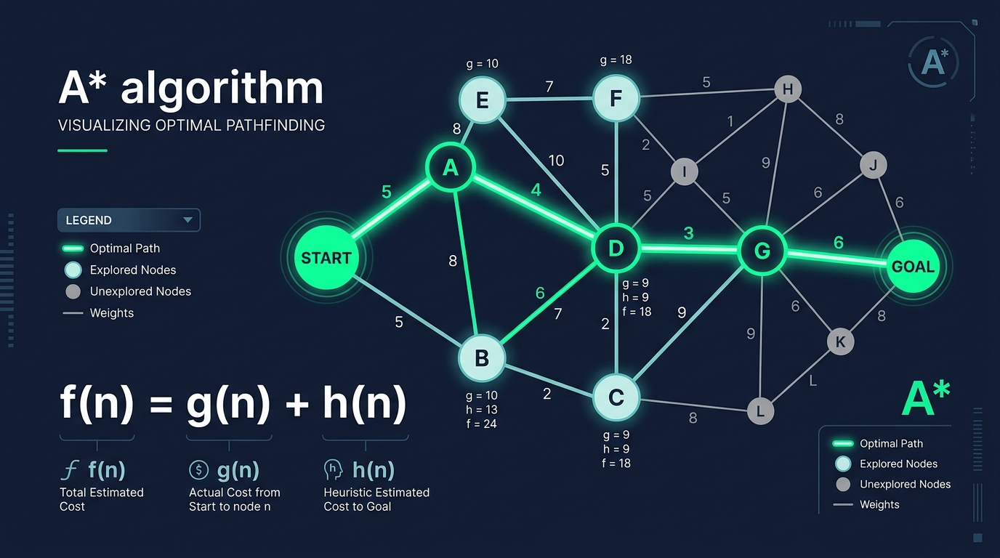 A* algorithm
VISUALIZING OPTIMAL PATHFINDING
LEGEND
Optimal Path
Explored Nodes
Unexplored Nodes
Weights
f(n) = g(n) + h(n)
f f(n)
Total Estimated
Cost
$ g(n)
Actual Cost from
Start to node n
h h(n)
Heuristic Estimated
Cost to Goal
A*
g = 10
E
7
g = 18
F
5
H
8
1
8
2
A
10
5
I
9
J
5
4
5
5
6
6
START
D
3
G
6
GOAL
8
g = 9
h = 9
f = 18
6
7
5
2
9
9
6
8
B
K
g = 10
h = 13
f = 24
2
C
8
L
L
g = 9
h = 9
f = 18
A*
Optimal Path
Explored Nodes
Unexplored Nodes
Weights